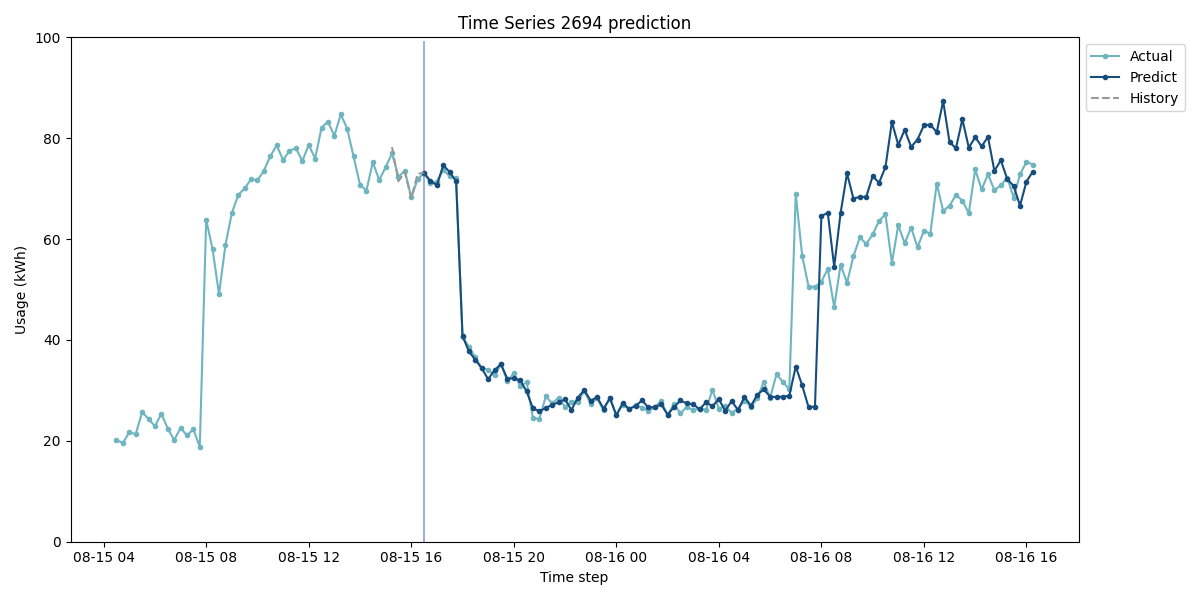 Time Series 2694 prediction
Usage (kWh)
100
80
60
40
20
0
08-15 04
08-15 08
08-15 12
08-15 16
08-15 20
08-16 00
08-16 04
08-16 08
08-16 12
08-16 16
Time step
Actual
Predict
History